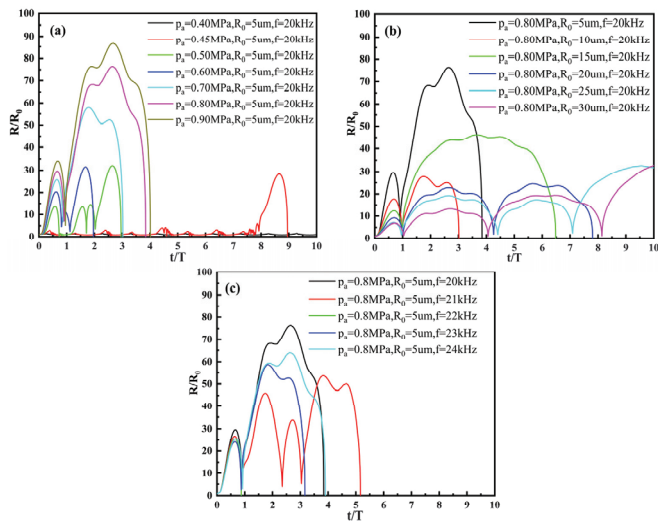 (a)
pₐ=0.40MPa,R₀=5um,f=20kHz
pₐ=0.45MPa,R₀=5um,f=20kHz
pₐ=0.50MPa,R₀=5um,f=20kHz
pₐ=0.60MPa,R₀=5um,f=20kHz
pₐ=0.70MPa,R₀=5um,f=20kHz
pₐ=0.80MPa,R₀=5um,f=20kHz
pₐ=0.90MPa,R₀=5um,f=20kHz
100
90
80
70
60
50
40
30
20
10
0
R/R₀
0 1 2 3 4 5 6 7 8 9 10
t/T
(b)
pₐ=0.80MPa,R₀=5um,f=20kHz
pₐ=0.80MPa,R₀=10um,f=20kHz
pₐ=0.80MPa,R₀=15um,f=20kHz
pₐ=0.80MPa,R₀=20um,f=20kHz
pₐ=0.80MPa,R₀=25um,f=20kHz
pₐ=0.80MPa,R₀=30um,f=20kHz
100
90
80
70
60
50
40
30
20
10
0
R/R₀
0 1 2 3 4 5 6 7 8 9 10
t/T
(c)
pₐ=0.8MPa,R₀=5um,f=20kHz
pₐ=0.8MPa,R₀=5um,f=21kHz
pₐ=0.8MPa,R₀=5um,f=22kHz
pₐ=0.8MPa,R₀=5um,f=23kHz
pₐ=0.8MPa,R₀=5um,f=24kHz
100
90
80
70
60
50
40
30
20
10
0
R/R₀
0 1 2 3 4 5 6 7 8 9 10
t/T